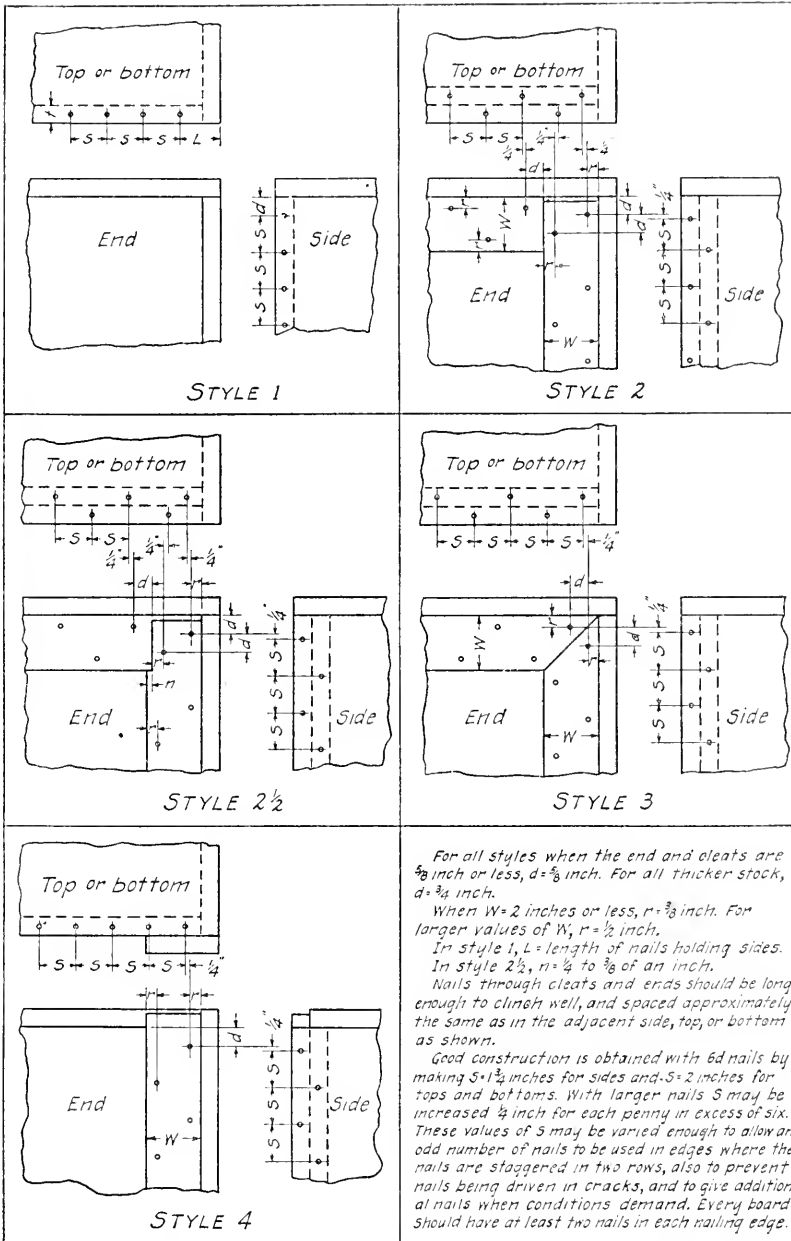 Top or bottom
t
S S S L
End
d
S
S
S
Side
STYLE 1
Top or bottom
S S 1/4" 1/4
1/4 d r
r
W
r
End
r
W
d
d
1/4"
S
S
S
Side
STYLE 2
Top or bottom
S S 1/4" 1/4" 1/4"
d r
r
n
r
End
d
d
1/4"
S
S
S
Side
STYLE 2½
Top or bottom
S S S S 1/4"
d
r
W
r
End
W
d
1/4"
S
S
S
Side
STYLE 3
Top or bottom
S S S S 1/4"
r r
d
End
W
1/4"
S
S
S
Side
STYLE 4
For all styles when the end and cleats are
⅝ inch or less, d=⅝ inch. For all thicker stock,
d=¾ inch.
When W=2 inches or less, r=⅜ inch. For
larger values of W, r=½ inch.
In style 1, L=length of nails holding sides.
In style 2½, n=¼ to ⅜ of an inch.
Nails through cleats and ends should be long
enough to clinch well, and spaced approximately
the same as in the adjacent side, top, or bottom
as shown.
Good construction is obtained with 6d nails by
making S=1¾ inches for sides and S=2 inches for
tops and bottoms. With larger nails S may be
increased ¼ inch for each penny in excess of six.
These values of S may be varied enough to allow an
odd number of nails to be used in edges where the
nails are staggered in two rows, also to prevent
nails being driven in cracks, and to give addition-
al nails when conditions demand. Every board
should have at least two nails in each nailing edge.